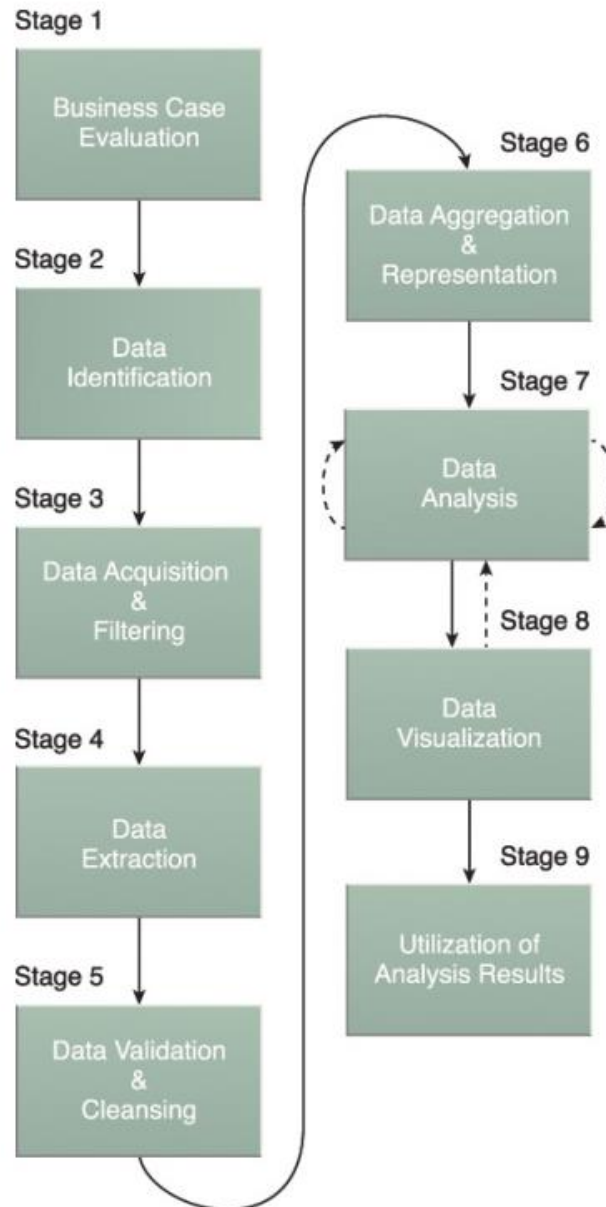 Stage 1
Business Case
Evaluation
Stage 2
Data
Identification
Stage 3
Data Acquisition
&
Filtering
Stage 4
Data
Extraction
Stage 5
Data Validation
&
Cleansing
Stage 6
Data Aggregation
&
Representation
Stage 7
Data
Analysis
Stage 8
Data
Visualization
Stage 9
Utilization of
Analysis Results